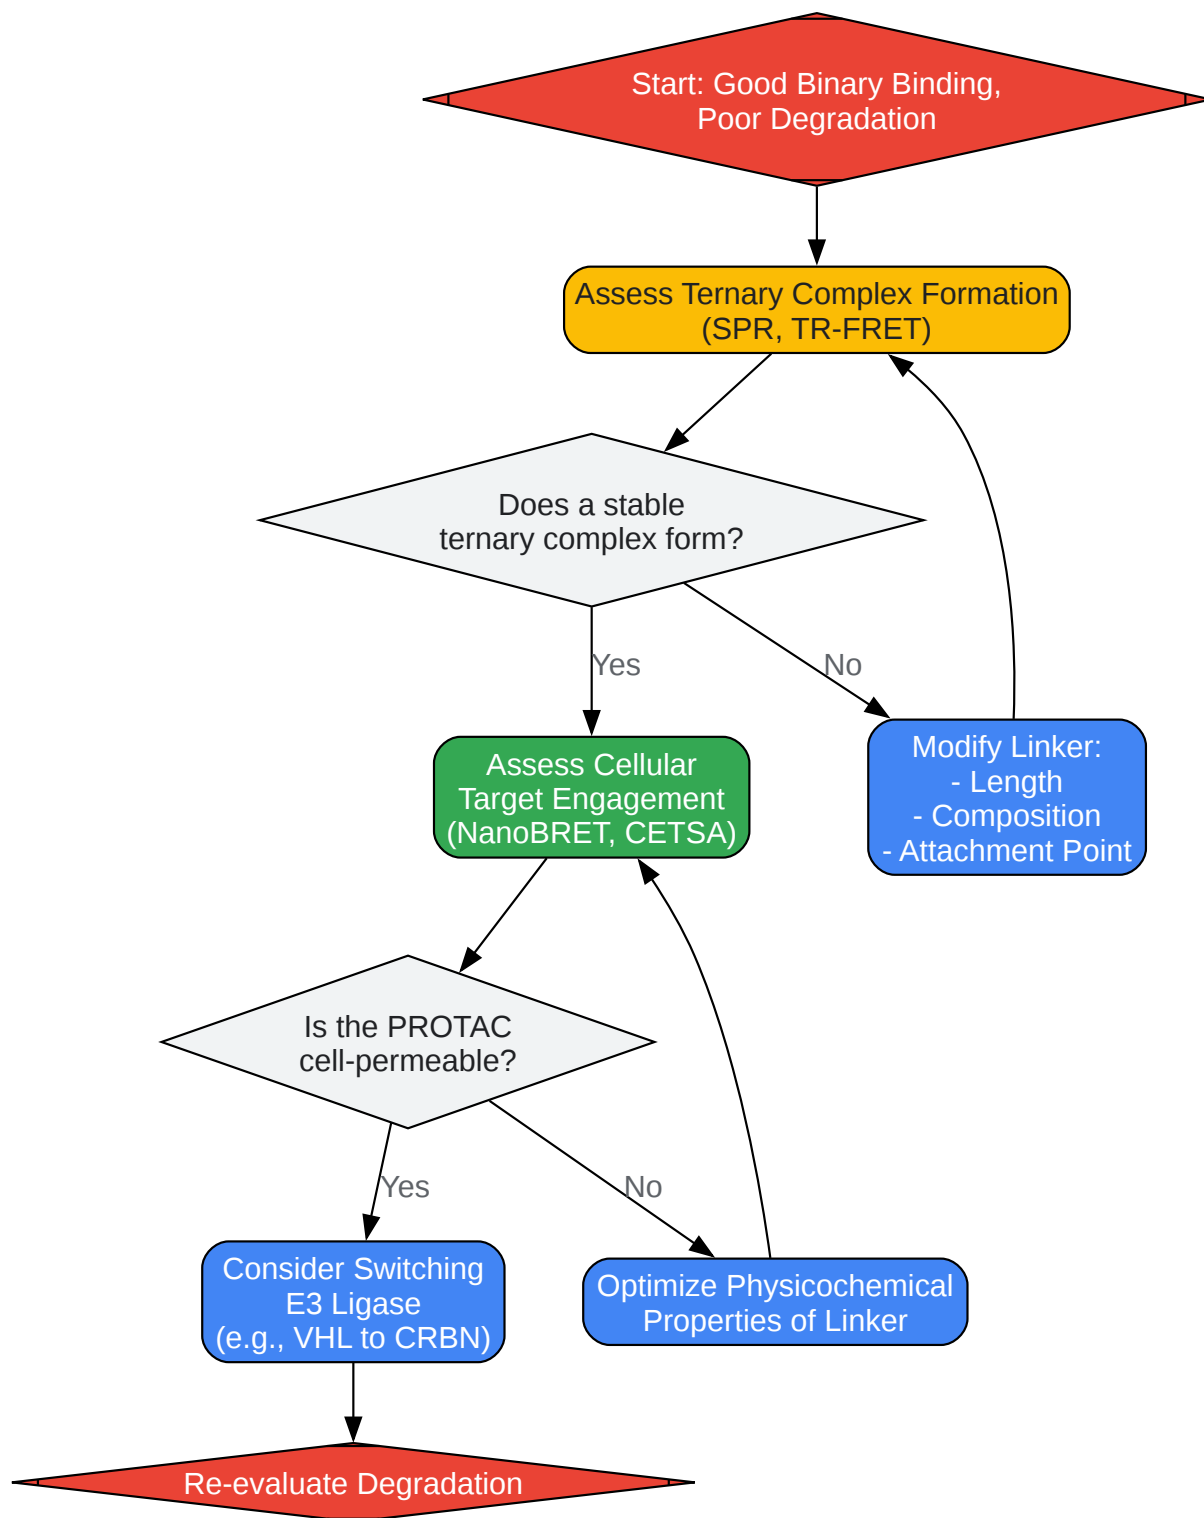 Start: Good Binary Binding,
Poor Degradation
Assess Ternary Complex Formation
(SPR, TR-FRET)
Does a stable
ternary complex form?
Yes
No
Assess Cellular
Target Engagement
(NanoBRET, CETSA)
Modify Linker:
- Length
- Composition
- Attachment Point
Is the PROTAC
cell-permeable?
Yes
No
Consider Switching
E3 Ligase
(e.g., VHL to CRBN)
Optimize Physicochemical
Properties of Linker
Re-evaluate Degradation